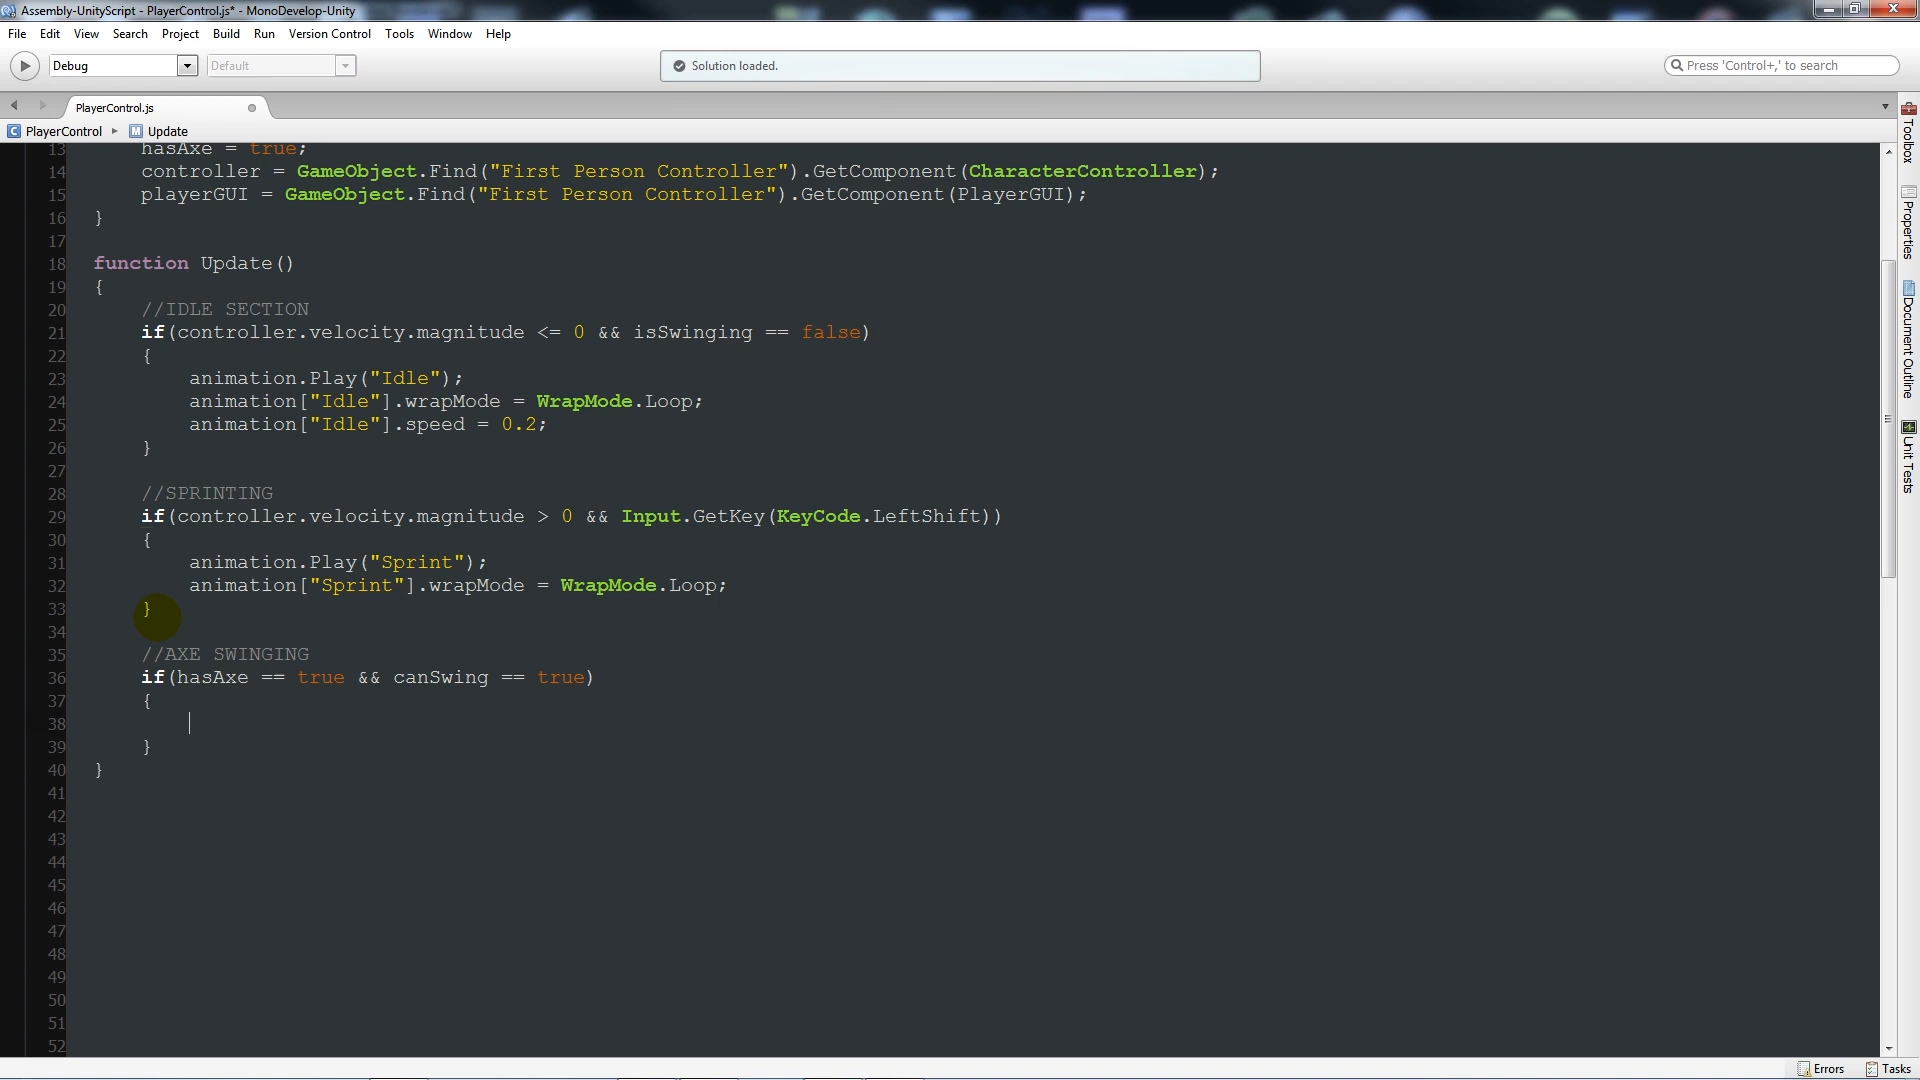 Assembly-UnityScript - PlayerControl.js* - MonoDevelop-Unity
File Edit View Search Project Build Run Version Control Tools Window Help
Debug Default Solution loaded. Press 'Control+,' to search
PlayerControl.js
PlayerControl Update
13 hasAxe = true;
14 controller = GameObject.Find("First Person Controller").GetComponent(CharacterController);
15 playerGUI = GameObject.Find("First Person Controller").GetComponent(PlayerGUI);
16 }
17
18 function Update()
19 {
20 //IDLE SECTION
21 if(controller.velocity.magnitude <= 0 && isSwinging == false)
22 {
23 animation.Play("Idle");
24 animation["Idle"].wrapMode = WrapMode.Loop;
25 animation["Idle"].speed = 0.2;
26 }
27
28 //SPRINTING
29 if(controller.velocity.magnitude > 0 && Input.GetKey(KeyCode.LeftShift))
30 {
31 animation.Play("Sprint");
32 animation["Sprint"].wrapMode = WrapMode.Loop;
33 }
34
35 //AXE SWINGING
36 if(hasAxe == true && canSwing == true)
37 {
38
39 }
40 }
41
42
43
44
45
46
47
48
49
50
51
52
Toolbox
Properties
Document Outline
Unit Tests
Errors Tasks